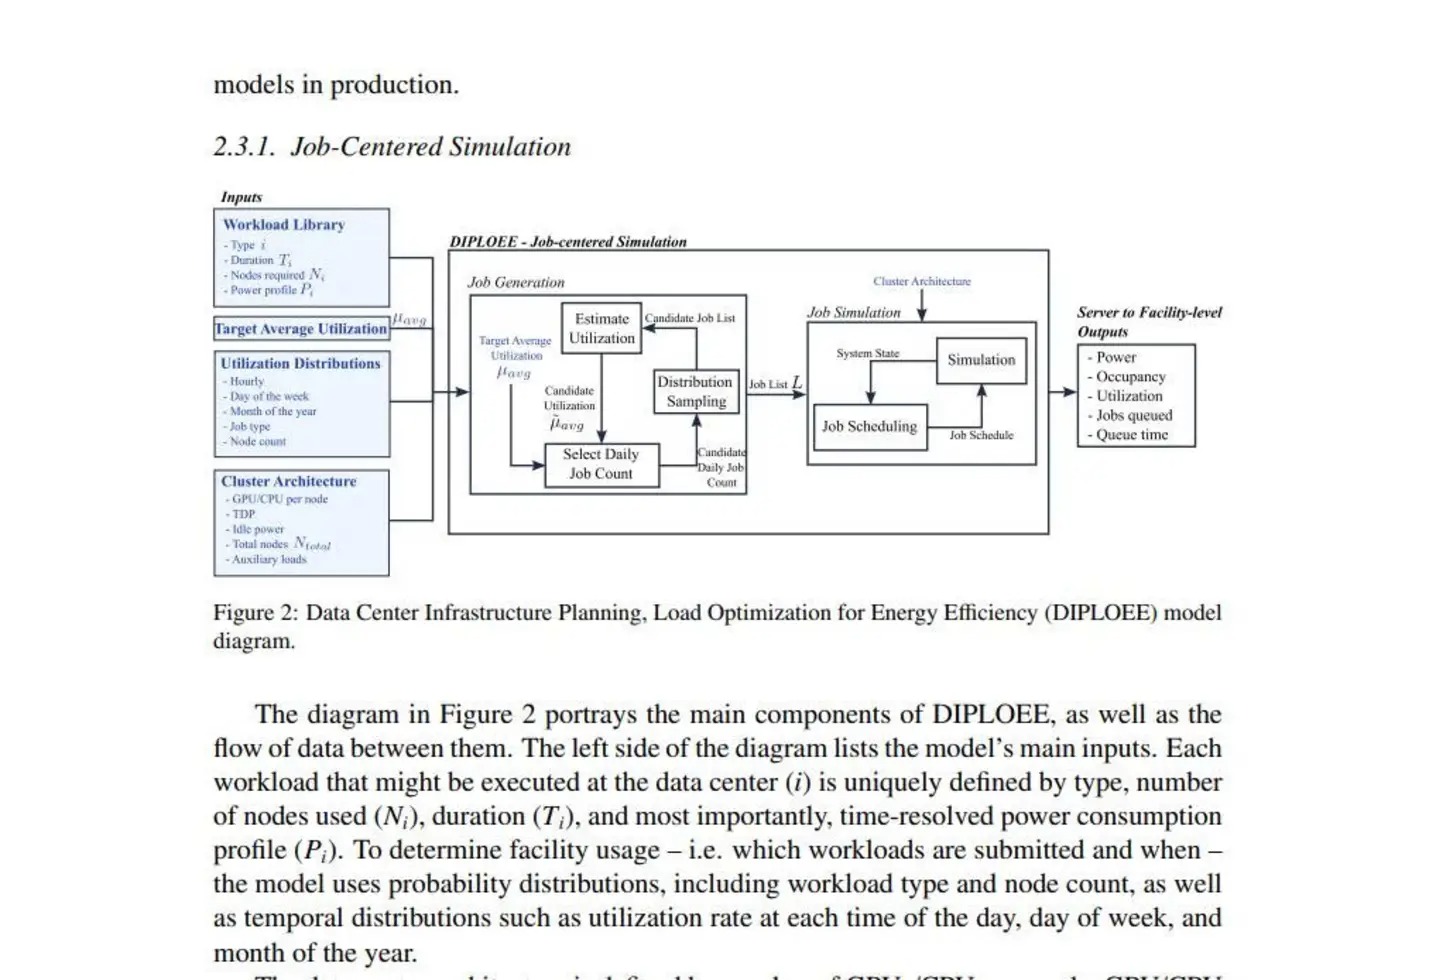 models in production.
2.3.1. Job-Centered Simulation
Inputs
Workload Library
- Type i
- Duration Tᵢ
- Nodes required Nᵢ
- Power profile Pᵢ
Target Average Utilization
μavg
Utilization Distributions
- Hourly
- Day of the week
- Month of the year
- Job type
- Node count
Cluster Architecture
- GPU/CPU per node
- TDP
- Idle power
- Total nodes Ntotal
- Auxiliary loads
DIPLOEE - Job-centered Simulation
Job Generation
Target Average
Utilization
μavg
Estimate
Utilization
Candidate Job List
Candidate
Utilization
μ̃avg
Distribution
Sampling
Select Daily
Job Count
Candidate
Daily Job
Count
Job List L
Cluster Architecture
Job Simulation
System State
Simulation
Job Scheduling
Job Schedule
Server to Facility-level
Outputs
- Power
- Occupancy
- Utilization
- Jobs queued
- Queue time
Figure 2: Data Center Infrastructure Planning, Load Optimization for Energy Efficiency (DIPLOEE) model
diagram.
The diagram in Figure 2 portrays the main components of DIPLOEE, as well as the
flow of data between them. The left side of the diagram lists the model's main inputs. Each
workload that might be executed at the data center (i) is uniquely defined by type, number
of nodes used (Nᵢ), duration (Tᵢ), and most importantly, time-resolved power consumption
profile (Pᵢ). To determine facility usage – i.e. which workloads are submitted and when –
the model uses probability distributions, including workload type and node count, as well
as temporal distributions such as utilization rate at each time of the day, day of week, and
month of the year.